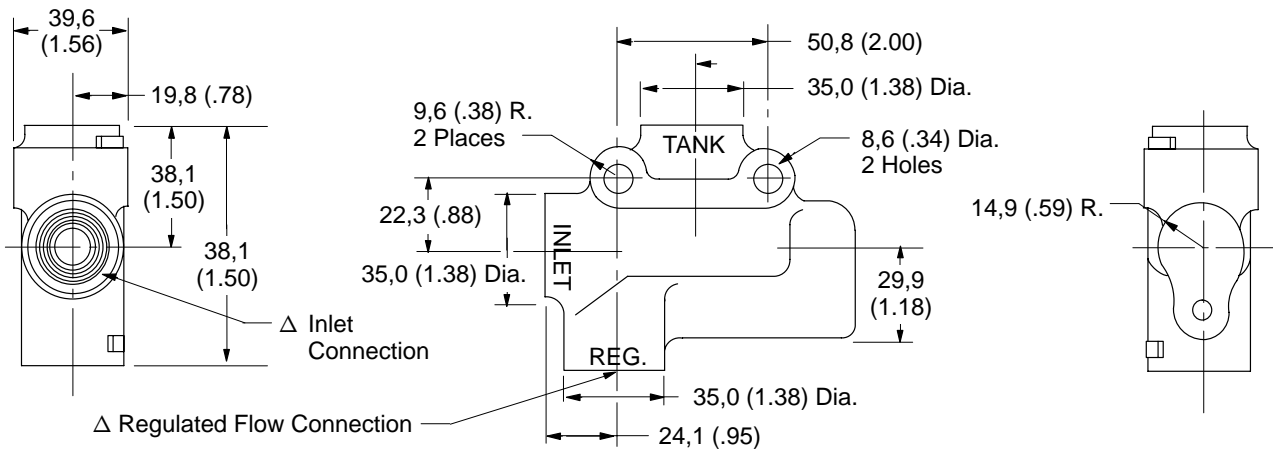 39,6
(1.56)
19,8 (.78)
38,1
(1.50)
38,1
(1.50)
Δ Inlet
Connection
50,8 (2.00)
35,0 (1.38) Dia.
9,6 (.38) R.
2 Places
TANK
8,6 (.34) Dia.
2 Holes
22,3 (.88)
INLET
35,0 (1.38) Dia.
29,9
(1.18)
REG.
35,0 (1.38) Dia.
Δ Regulated Flow Connection
24,1 (.95)
14,9 (.59) R.